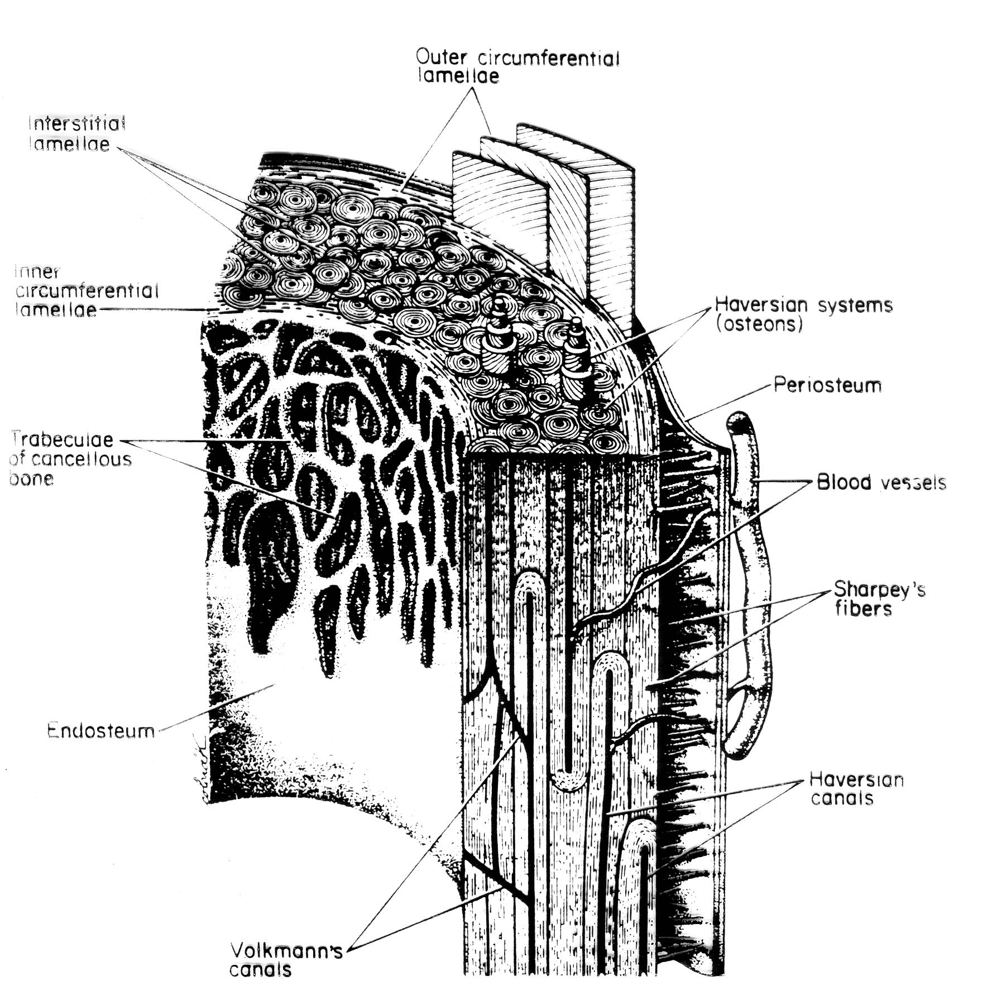 Outer circumferential
lamellae
Interstitial
lamellae
Inner
circumferential
lamellae
Haversian systems
(osteons)
Periosteum
Trabeculae
of cancellous
bone
Blood vessels
Sharpey's
fibers
Endosteum
Haversian
canals
Volkmann's
canals